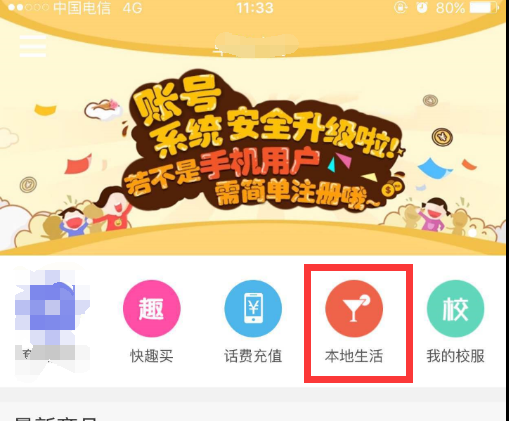 中国电信 4G 11:33 80%
账号
系统安全升级啦!
若不是手机用户
需简单注册哦~
趣 校
快趣买 话费充值 本地生活 我的校服